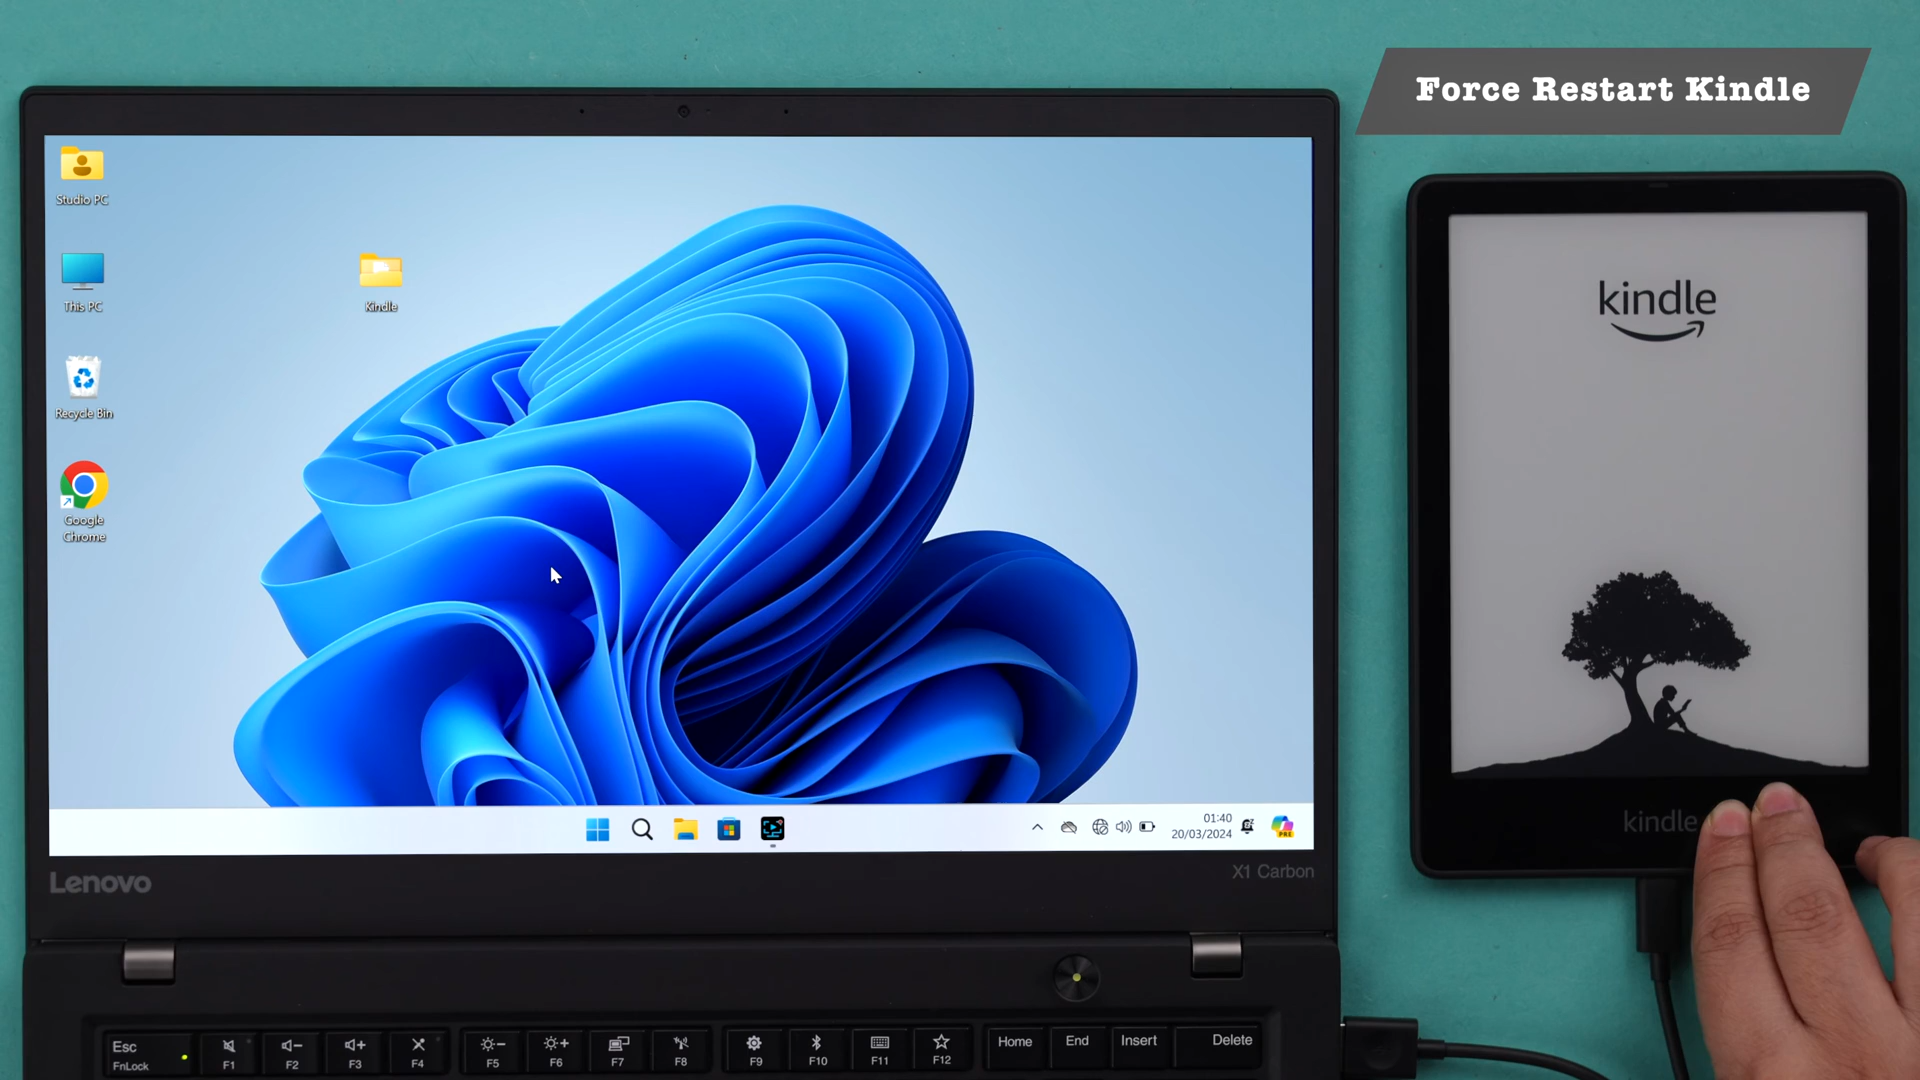 Force Restart Kindle
Studio PC
This PC
Kindle
Recycle Bin
Google
Chrome
01:40
20/03/2024
PRE
Lenovo
X1 Carbon
kindle
kindle
Esc
FnLock
F1
F2
F3
F4
F5
F6
F7
F8
F9
F10
F11
F12
Home
End
Insert
Delete